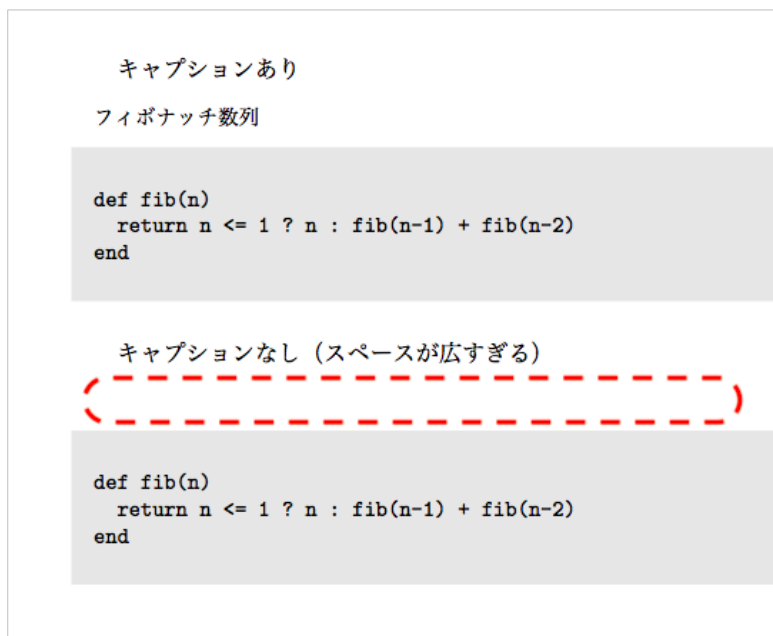 キャプションあり
フィボナッチ数列
def fib(n)
  return n <= 1 ? n : fib(n-1) + fib(n-2)
end
キャプションなし（スペースが広すぎる）
def fib(n)
  return n <= 1 ? n : fib(n-1) + fib(n-2)
end